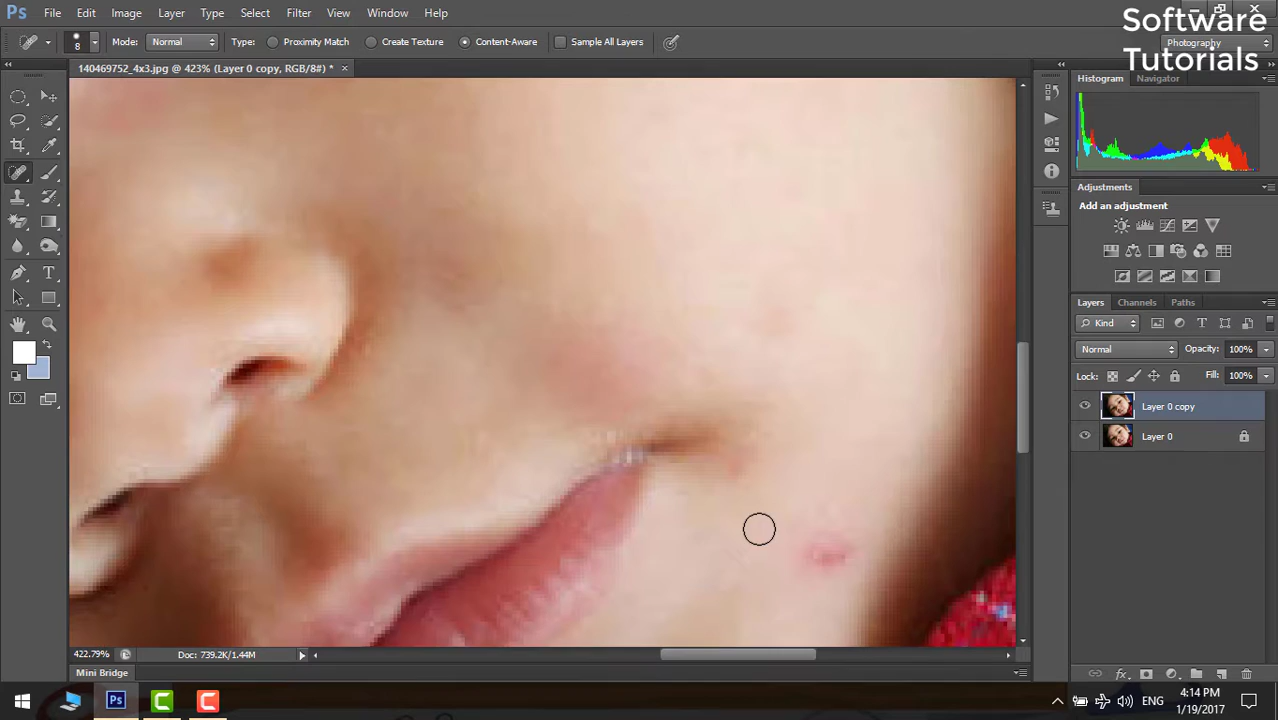 Ps File Edit Image Layer Type Select Filter View Window Help
Software
Tutorials
8 Mode: Normal Type: Proximity Match Create Texture Content-Aware Sample All Layers Photography
140469752_4x3.jpg @ 423% (Layer 0 copy, RGB/8#) *
Histogram Navigator
Adjustments
Add an adjustment
Layers Channels Paths
Kind
Normal Opacity: 100%
Lock: Fill: 100%
Layer 0 copy
Layer 0
422.79% Doc: 739.2K/1.44M
Mini Bridge
Ps ENG 4:14 PM
1/19/2017